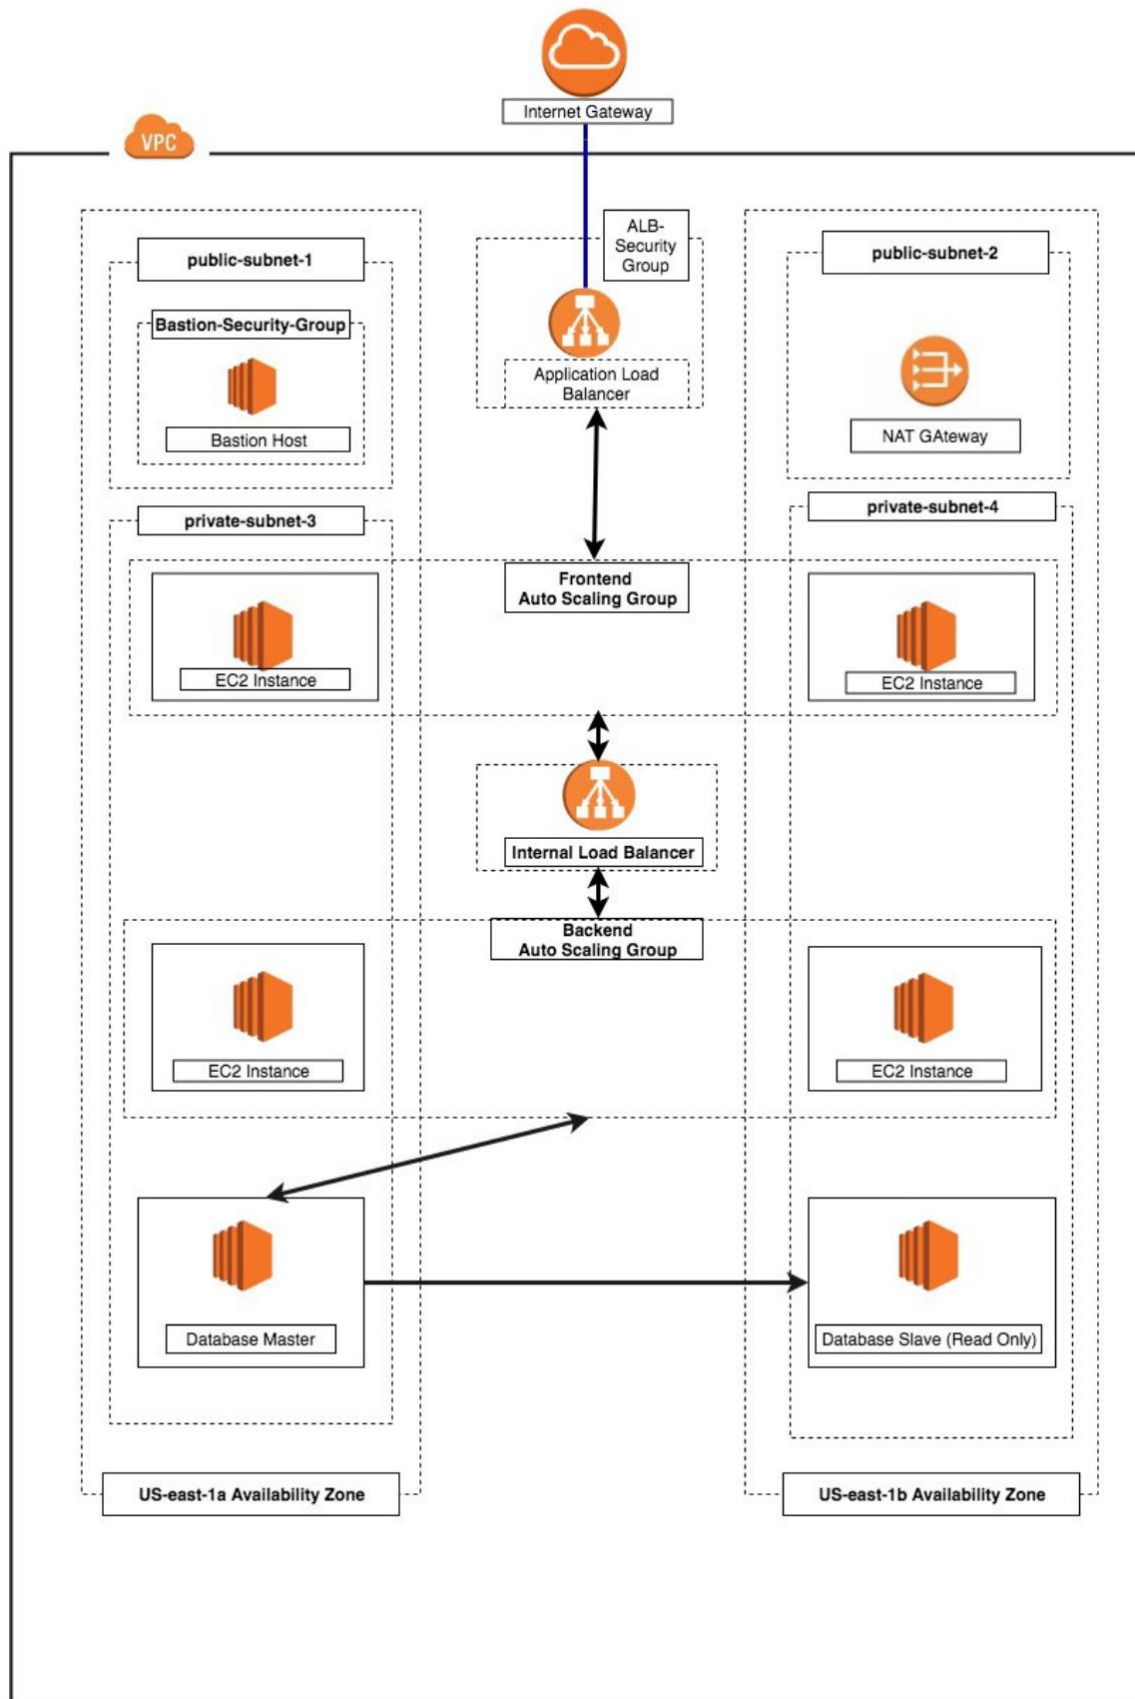 Internet Gateway
VPC
ALB-
Security
Group
public-subnet-1
public-subnet-2
Bastion-Security-Group
Application Load
Balancer
Bastion Host
NAT GAteway
private-subnet-3
private-subnet-4
Frontend
Auto Scaling Group
EC2 Instance
EC2 Instance
Internal Load Balancer
Backend
Auto Scaling Group
EC2 Instance
EC2 Instance
Database Master
Database Slave (Read Only)
US-east-1a Availability Zone
US-east-1b Availability Zone